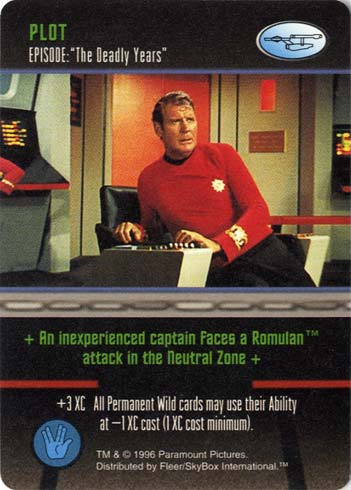 PLOT
EPISODE: "The Deadly Years"
+ An inexperienced captain faces a Romulan™
attack in the Neutral Zone +
+3 XC All Permanent Wild cards may use their Ability
at –1 XC cost (1 XC cost minimum).
TM & © 1996 Paramount Pictures.
Distributed by Fleer/SkyBox International.™